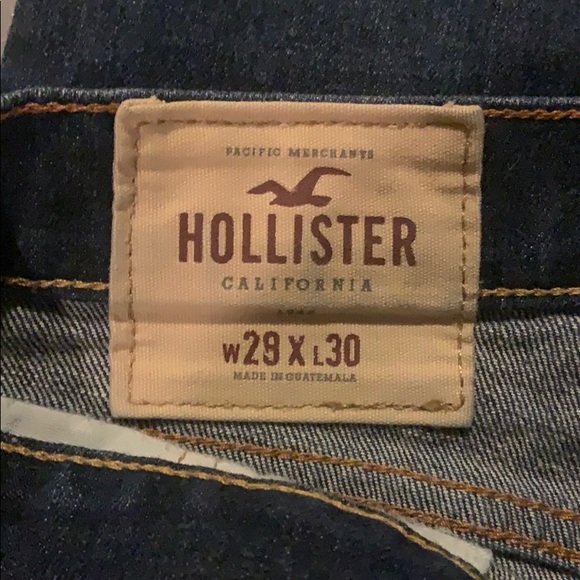 PACIFIC MERCHANTS
HOLLISTER
CALIFORNIA
W29 X L30
MADE IN GUATEMALA